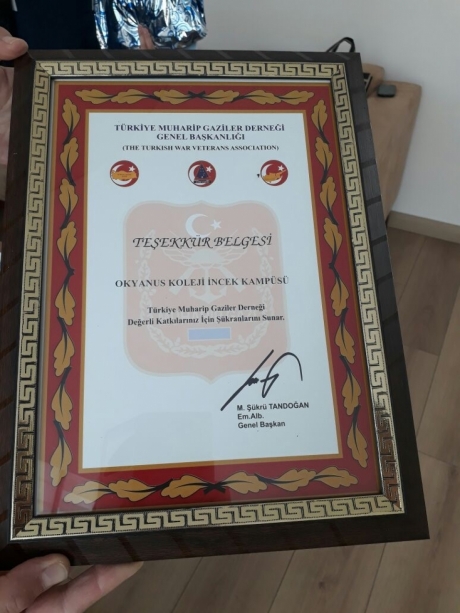 TÜRKİYE MUHARİP GAZİLER DERNEĞİ
GENEL BAŞKANLIĞI
(THE TURKISH WAR VETERANS ASSOCIATION)
TEŞEKKÜR BELGESİ
OKYANUS KOLEJİ İNCEK KAMPÜSÜ
Türkiye Muharip Gaziler Derneği
Değerli Katkılarınız İçin Şükranlarını Sunar.
M. Şükrü TANDOĞAN
Em.Alb.
Genel Başkan